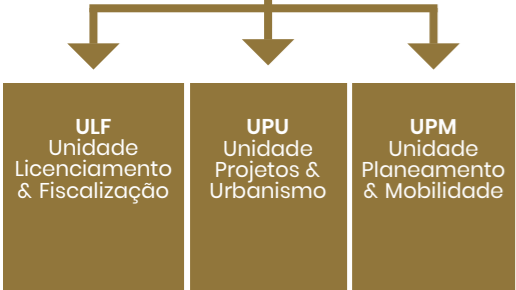 ULF
Unidade
Licenciamento
& Fiscalização
UPU
Unidade
Projetos &
Urbanismo
UPM
Unidade
Planeamento
& Mobilidade